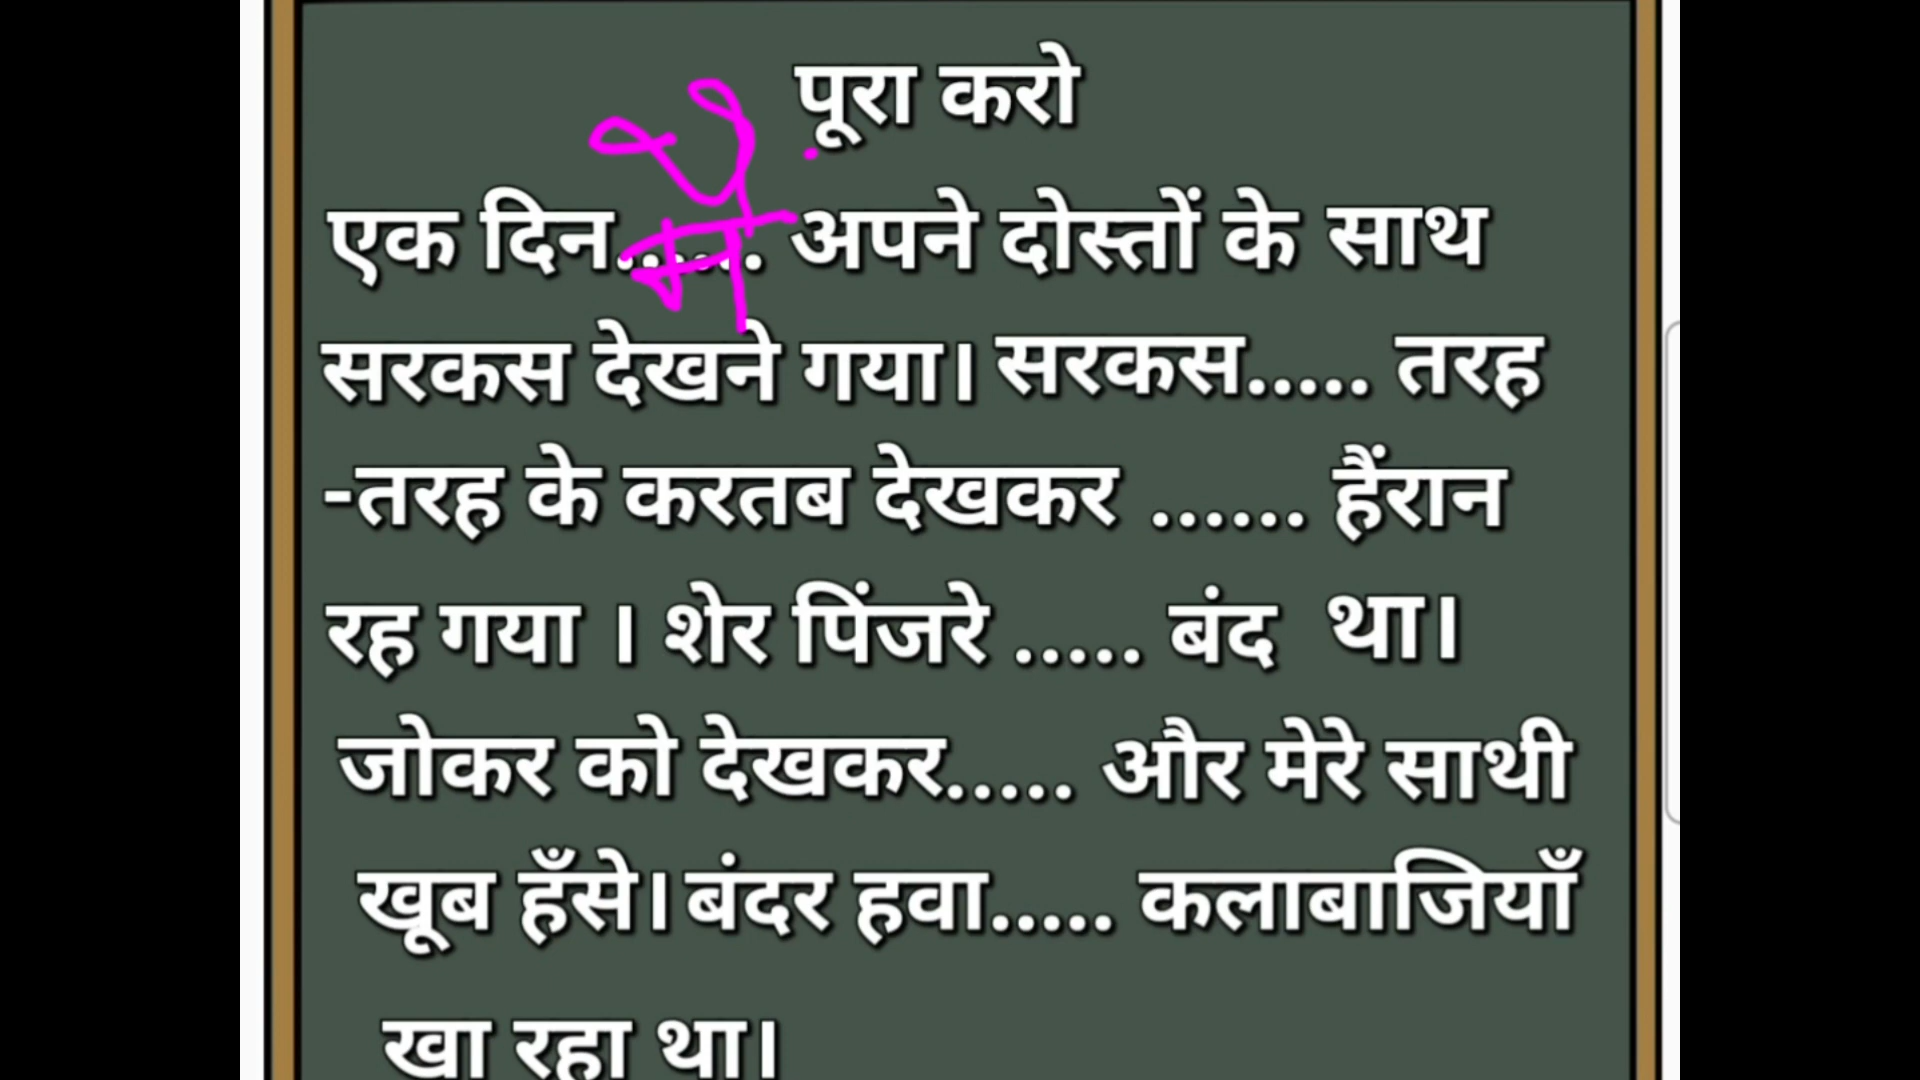 पूरा करो
एक दिन...... अपने दोस्तों के साथ
सरकस देखने गया। सरकस..... तरह
-तरह के करतब देखकर ...... हैंरान
रह गया । शेर पिंजरे ..... बंद था।
जोकर को देखकर..... और मेरे साथी
खूब हँसे। बंदर हवा..... कलाबाजियाँ
खा रहा था।